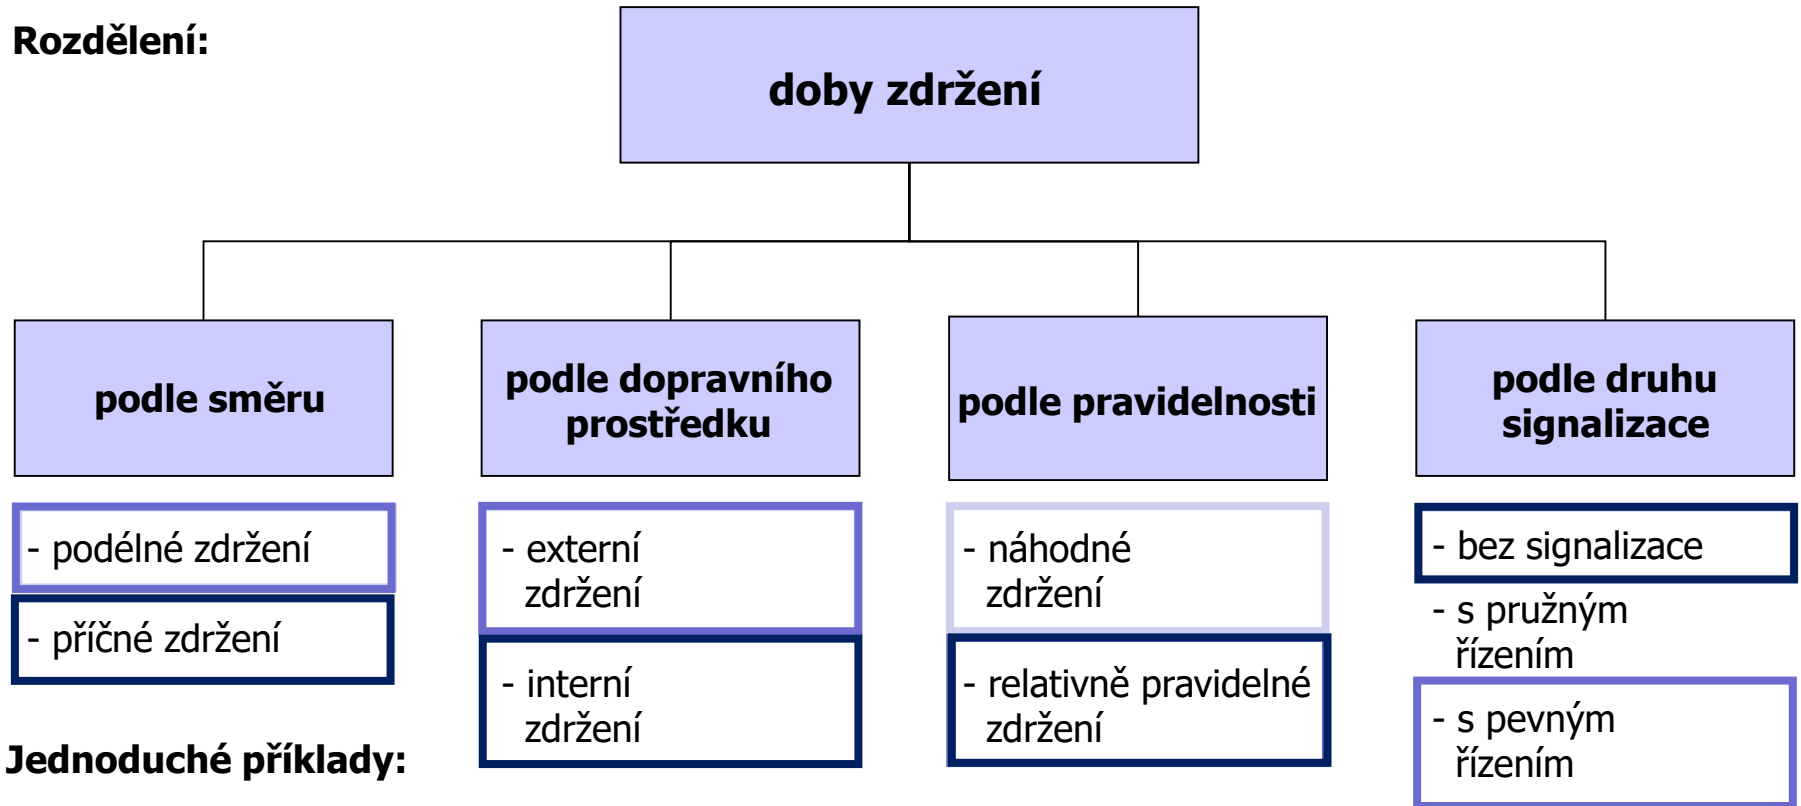 Rozdělení:
doby zdržení
podle směru
- podélné zdržení
- příčné zdržení
podle dopravního
prostředku
- externí
zdržení
- interní
zdržení
podle pravidelnosti
- náhodné
zdržení
- relativně pravidelné
zdržení
podle druhu
signalizace
- bez signalizace
- s pružným
řízením
- s pevným
řízením
Jednoduché příklady: